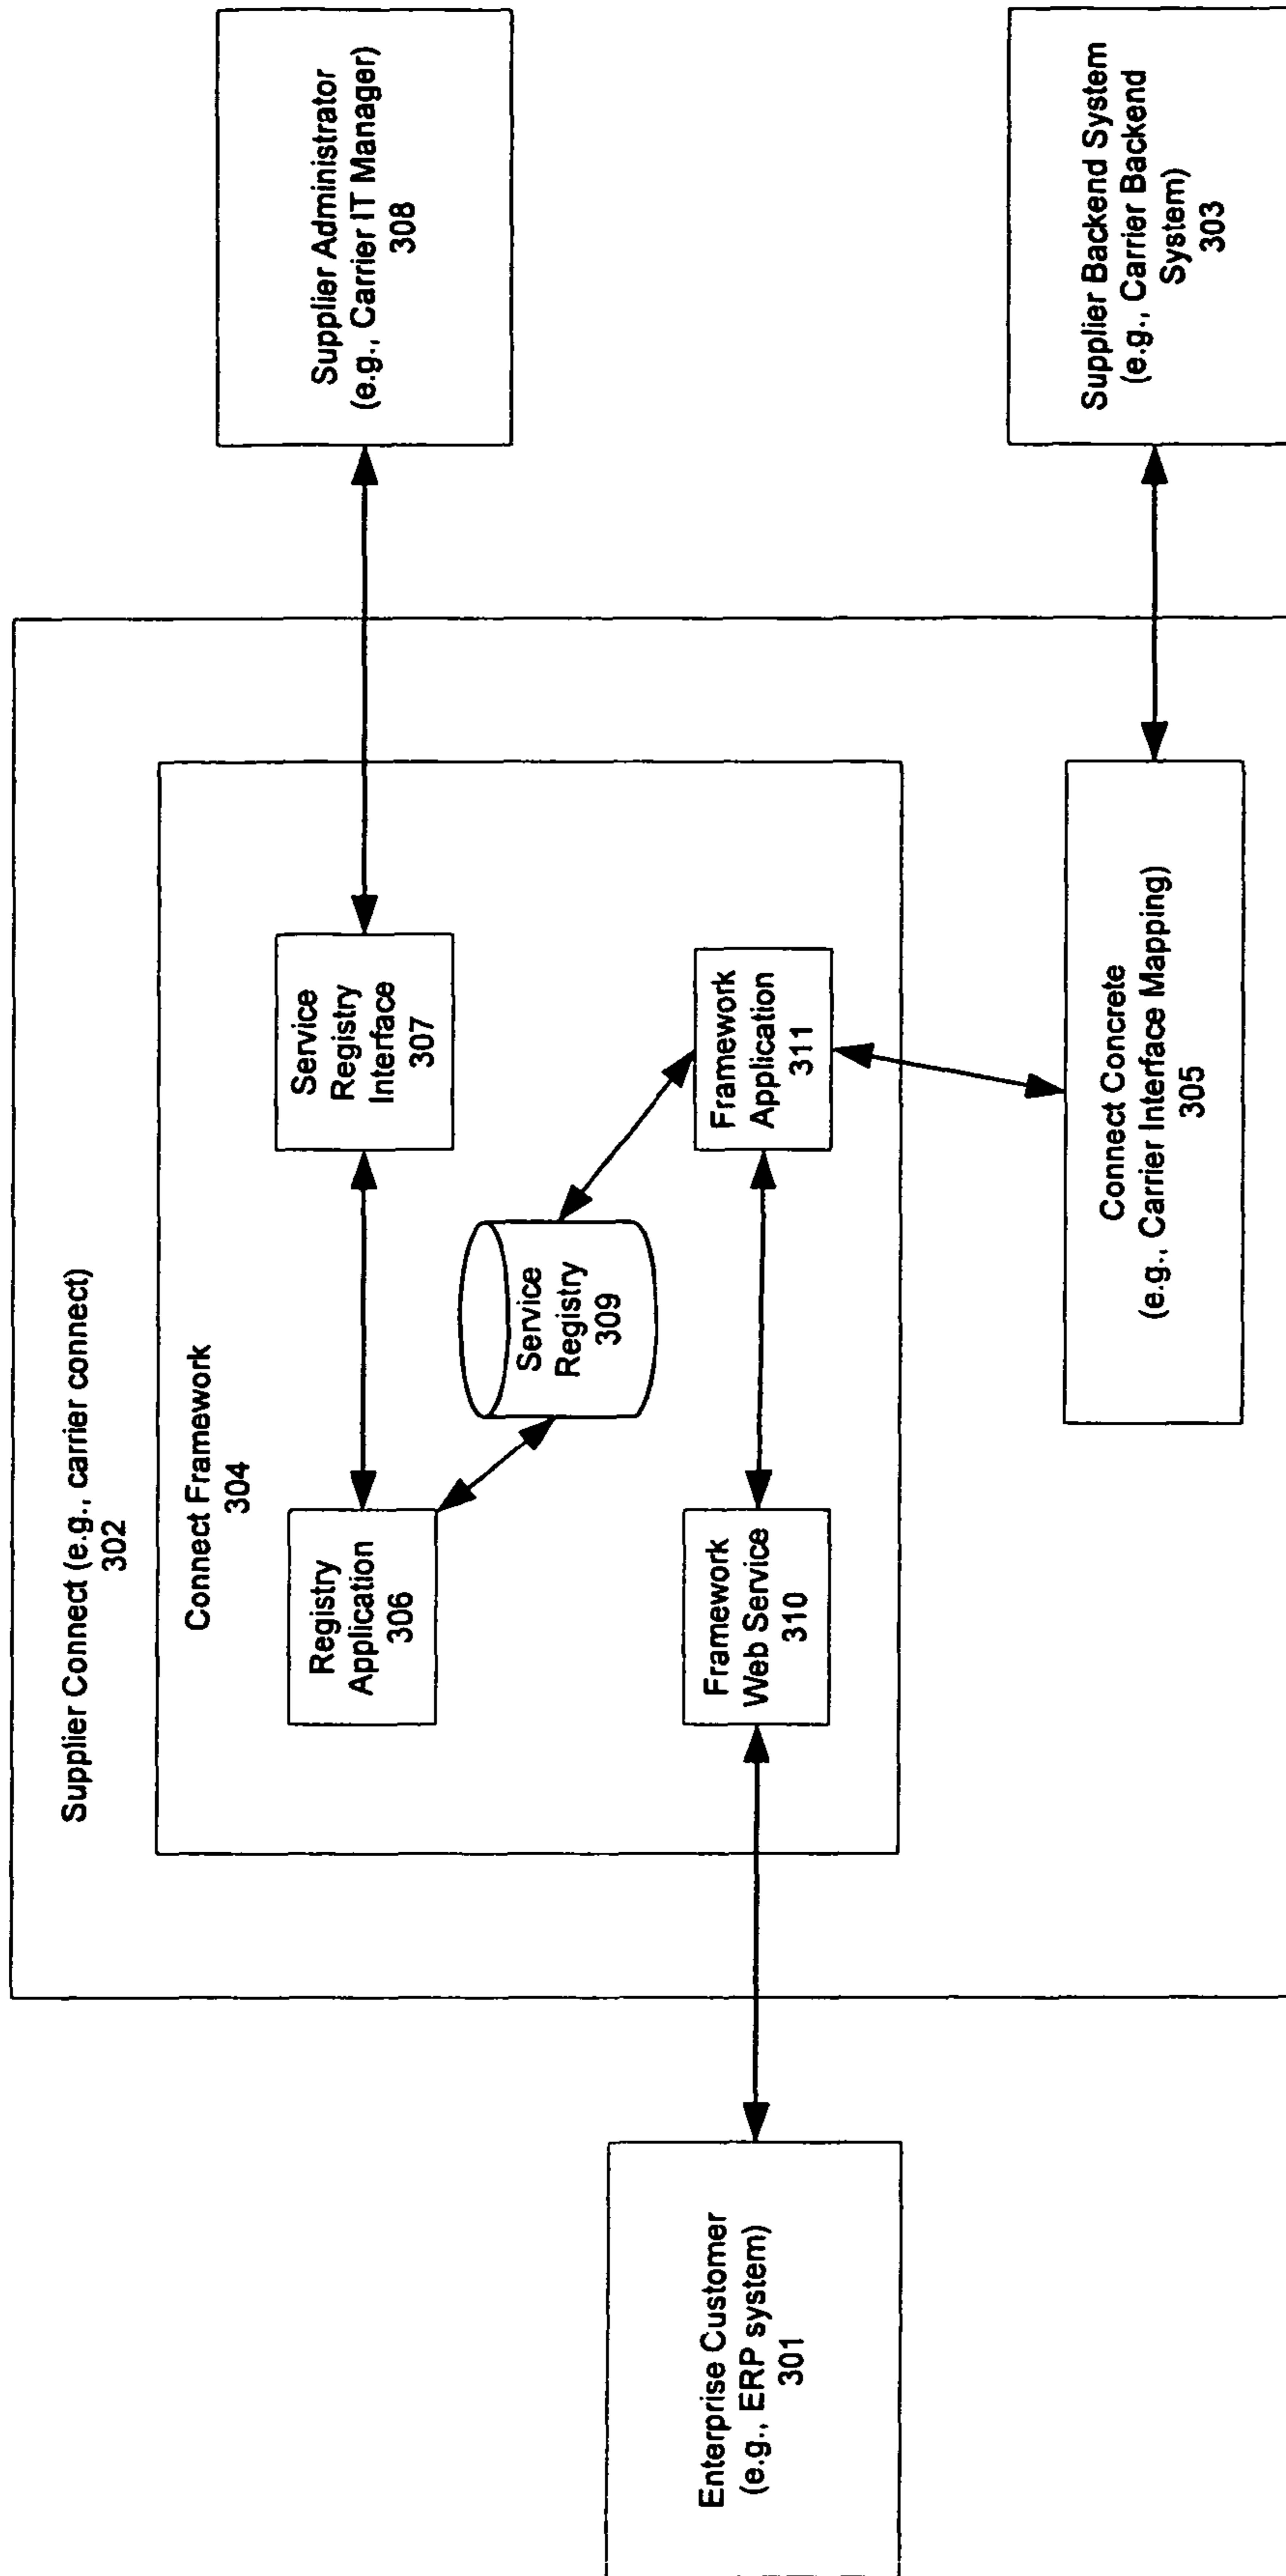 Supplier Connect (e.g., carrier connect)
302
Connect Framework
304
Registry
Application
306
Service
Registry
Interface
307
Supplier Administrator
(e.g., Carrier IT Manager)
308
Service
Registry
309
Enterprise Customer
(e.g., ERP system)
301
Framework
Web Service
310
Framework
Application
311
Connect Concrete
(e.g., Carrier Interface Mapping)
305
Supplier Backend System
(e.g., Carrier Backend
System)
303